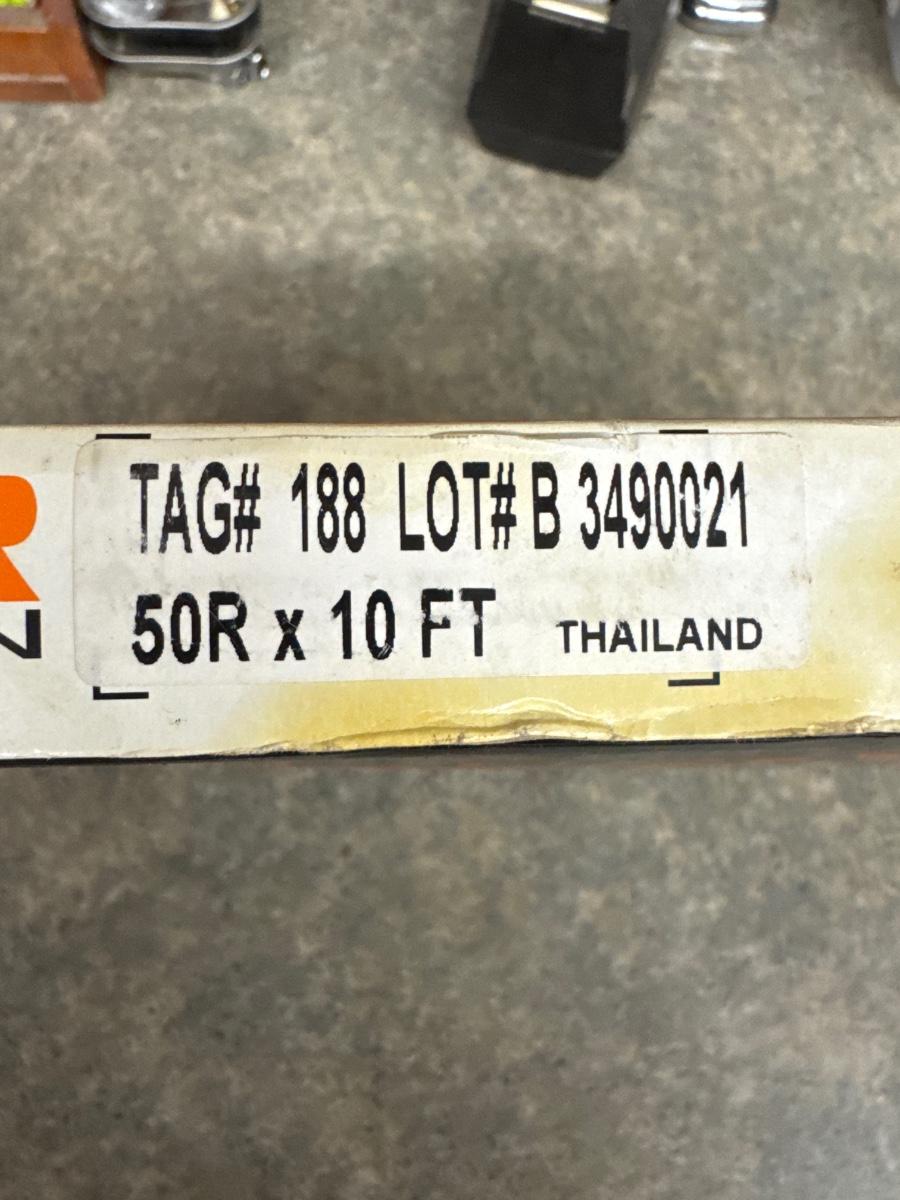 TAG# 188 LOT# B 3490021
50R x 10 FT THAILAND
R